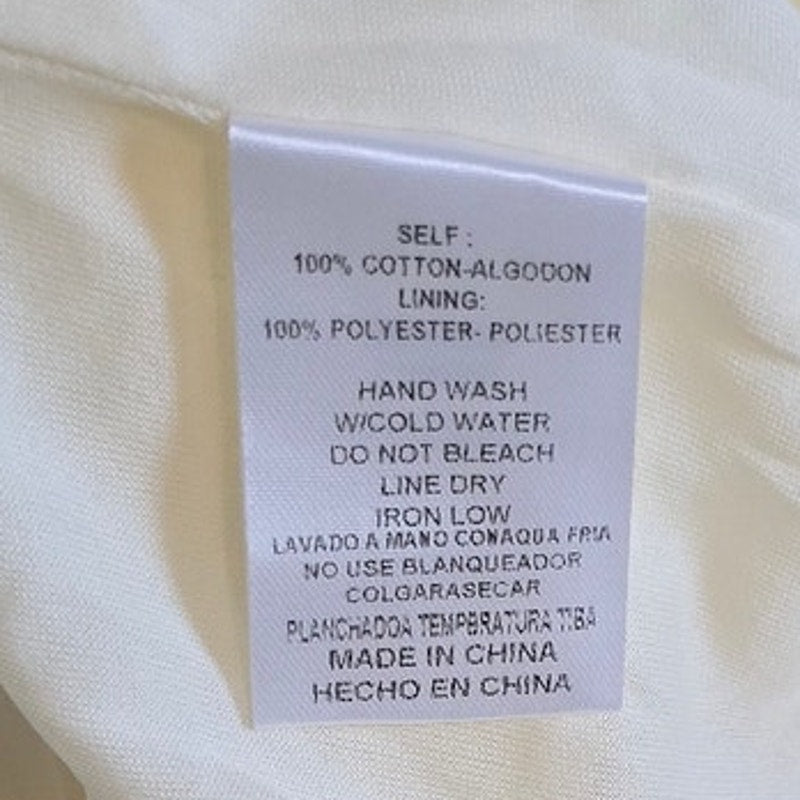 SELF :
100% COTTON-ALGODON
LINING:
100% POLYESTER- POLIESTER
HAND WASH
W/COLD WATER
DO NOT BLEACH
LINE DRY
IRON LOW
LAVADO A MANO CONAQUA FRIA
NO USE BLANQUEADOR
COLGARASECAR
PLANCHADOA TEMPBRATURA TIBA
MADE IN CHINA
HECHO EN CHINA